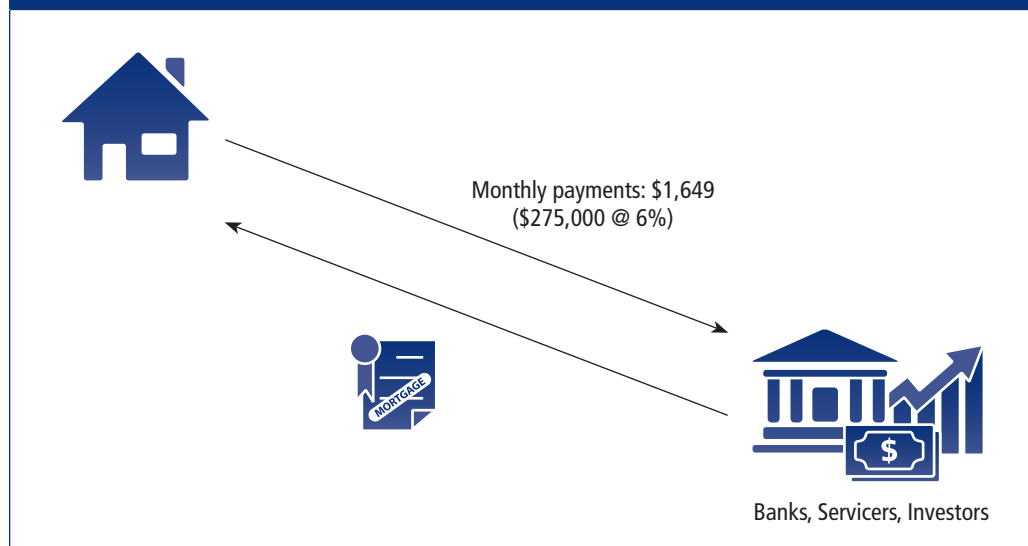 Monthly payments: $1,649
($275,000 @ 6%)
MORTGAGE
$
Banks, Servicers, Investors